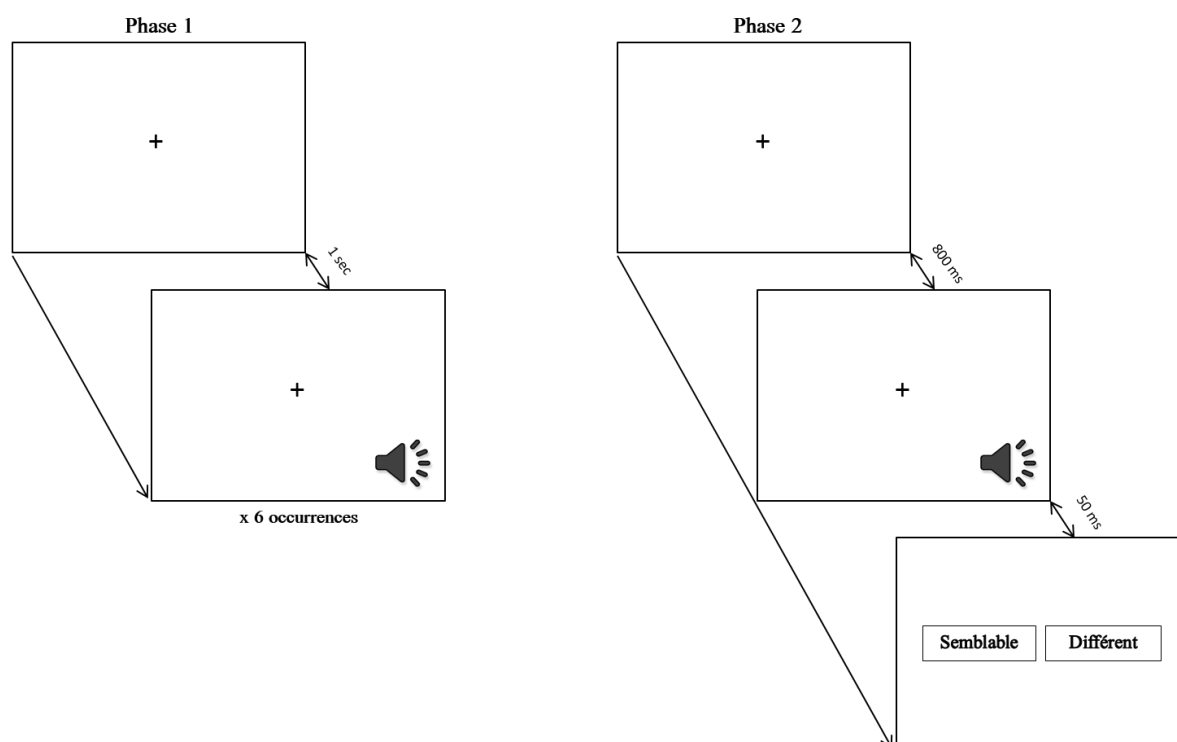 Phase 1
+
1 sec
+
x 6 occurrences
Phase 2
+
800 ms
+
50 ms
Semblable
Différent